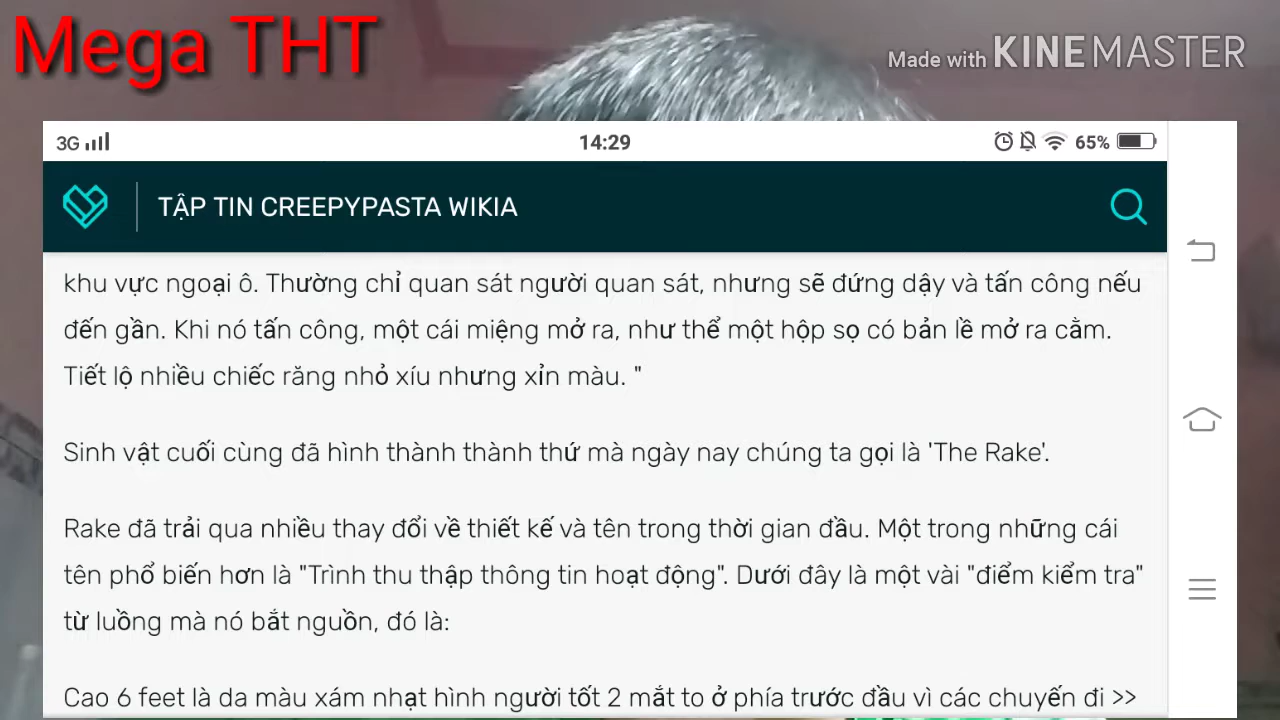 Mega THT
Made with KINEMASTER
3G 14:29 65%
TẬP TIN CREEPYPASTA WIKIA
khu vực ngoại ô. Thường chỉ quan sát người quan sát, nhưng sẽ đứng dậy và tấn công nếu
đến gần. Khi nó tấn công, một cái miệng mở ra, như thể một hộp sọ có bản lề mở ra cằm.
Tiết lộ nhiều chiếc răng nhỏ xíu nhưng xỉn màu. "
Sinh vật cuối cùng đã hình thành thành thứ mà ngày nay chúng ta gọi là 'The Rake'.
Rake đã trải qua nhiều thay đổi về thiết kế và tên trong thời gian đầu. Một trong những cái
tên phổ biến hơn là "Trình thu thập thông tin hoạt động". Dưới đây là một vài "điểm kiểm tra"
từ luồng mà nó bắt nguồn, đó là:
Cao 6 feet là da màu xám nhạt hình người tốt 2 mắt to ở phía trước đầu vì các chuyến đi >>